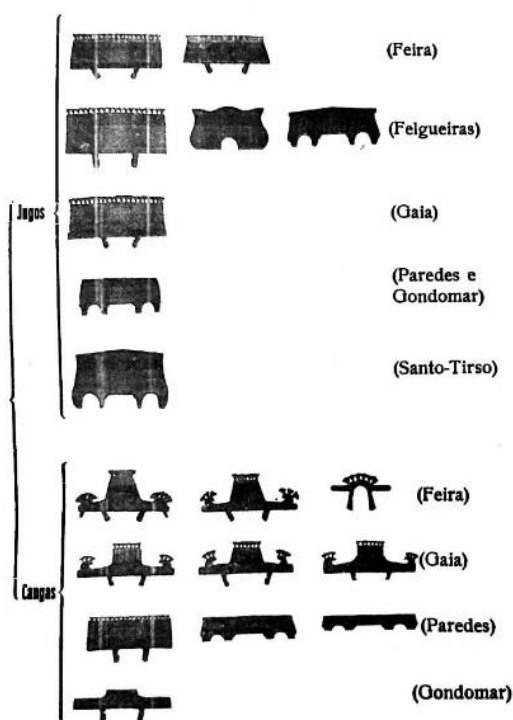 Jugos
(Feira)
(Felgueiras)
(Gaia)
(Paredes e
Gondomar)
(Santo-Tirso)
Cangas
(Feira)
(Gaia)
(Paredes)
(Gondomar)